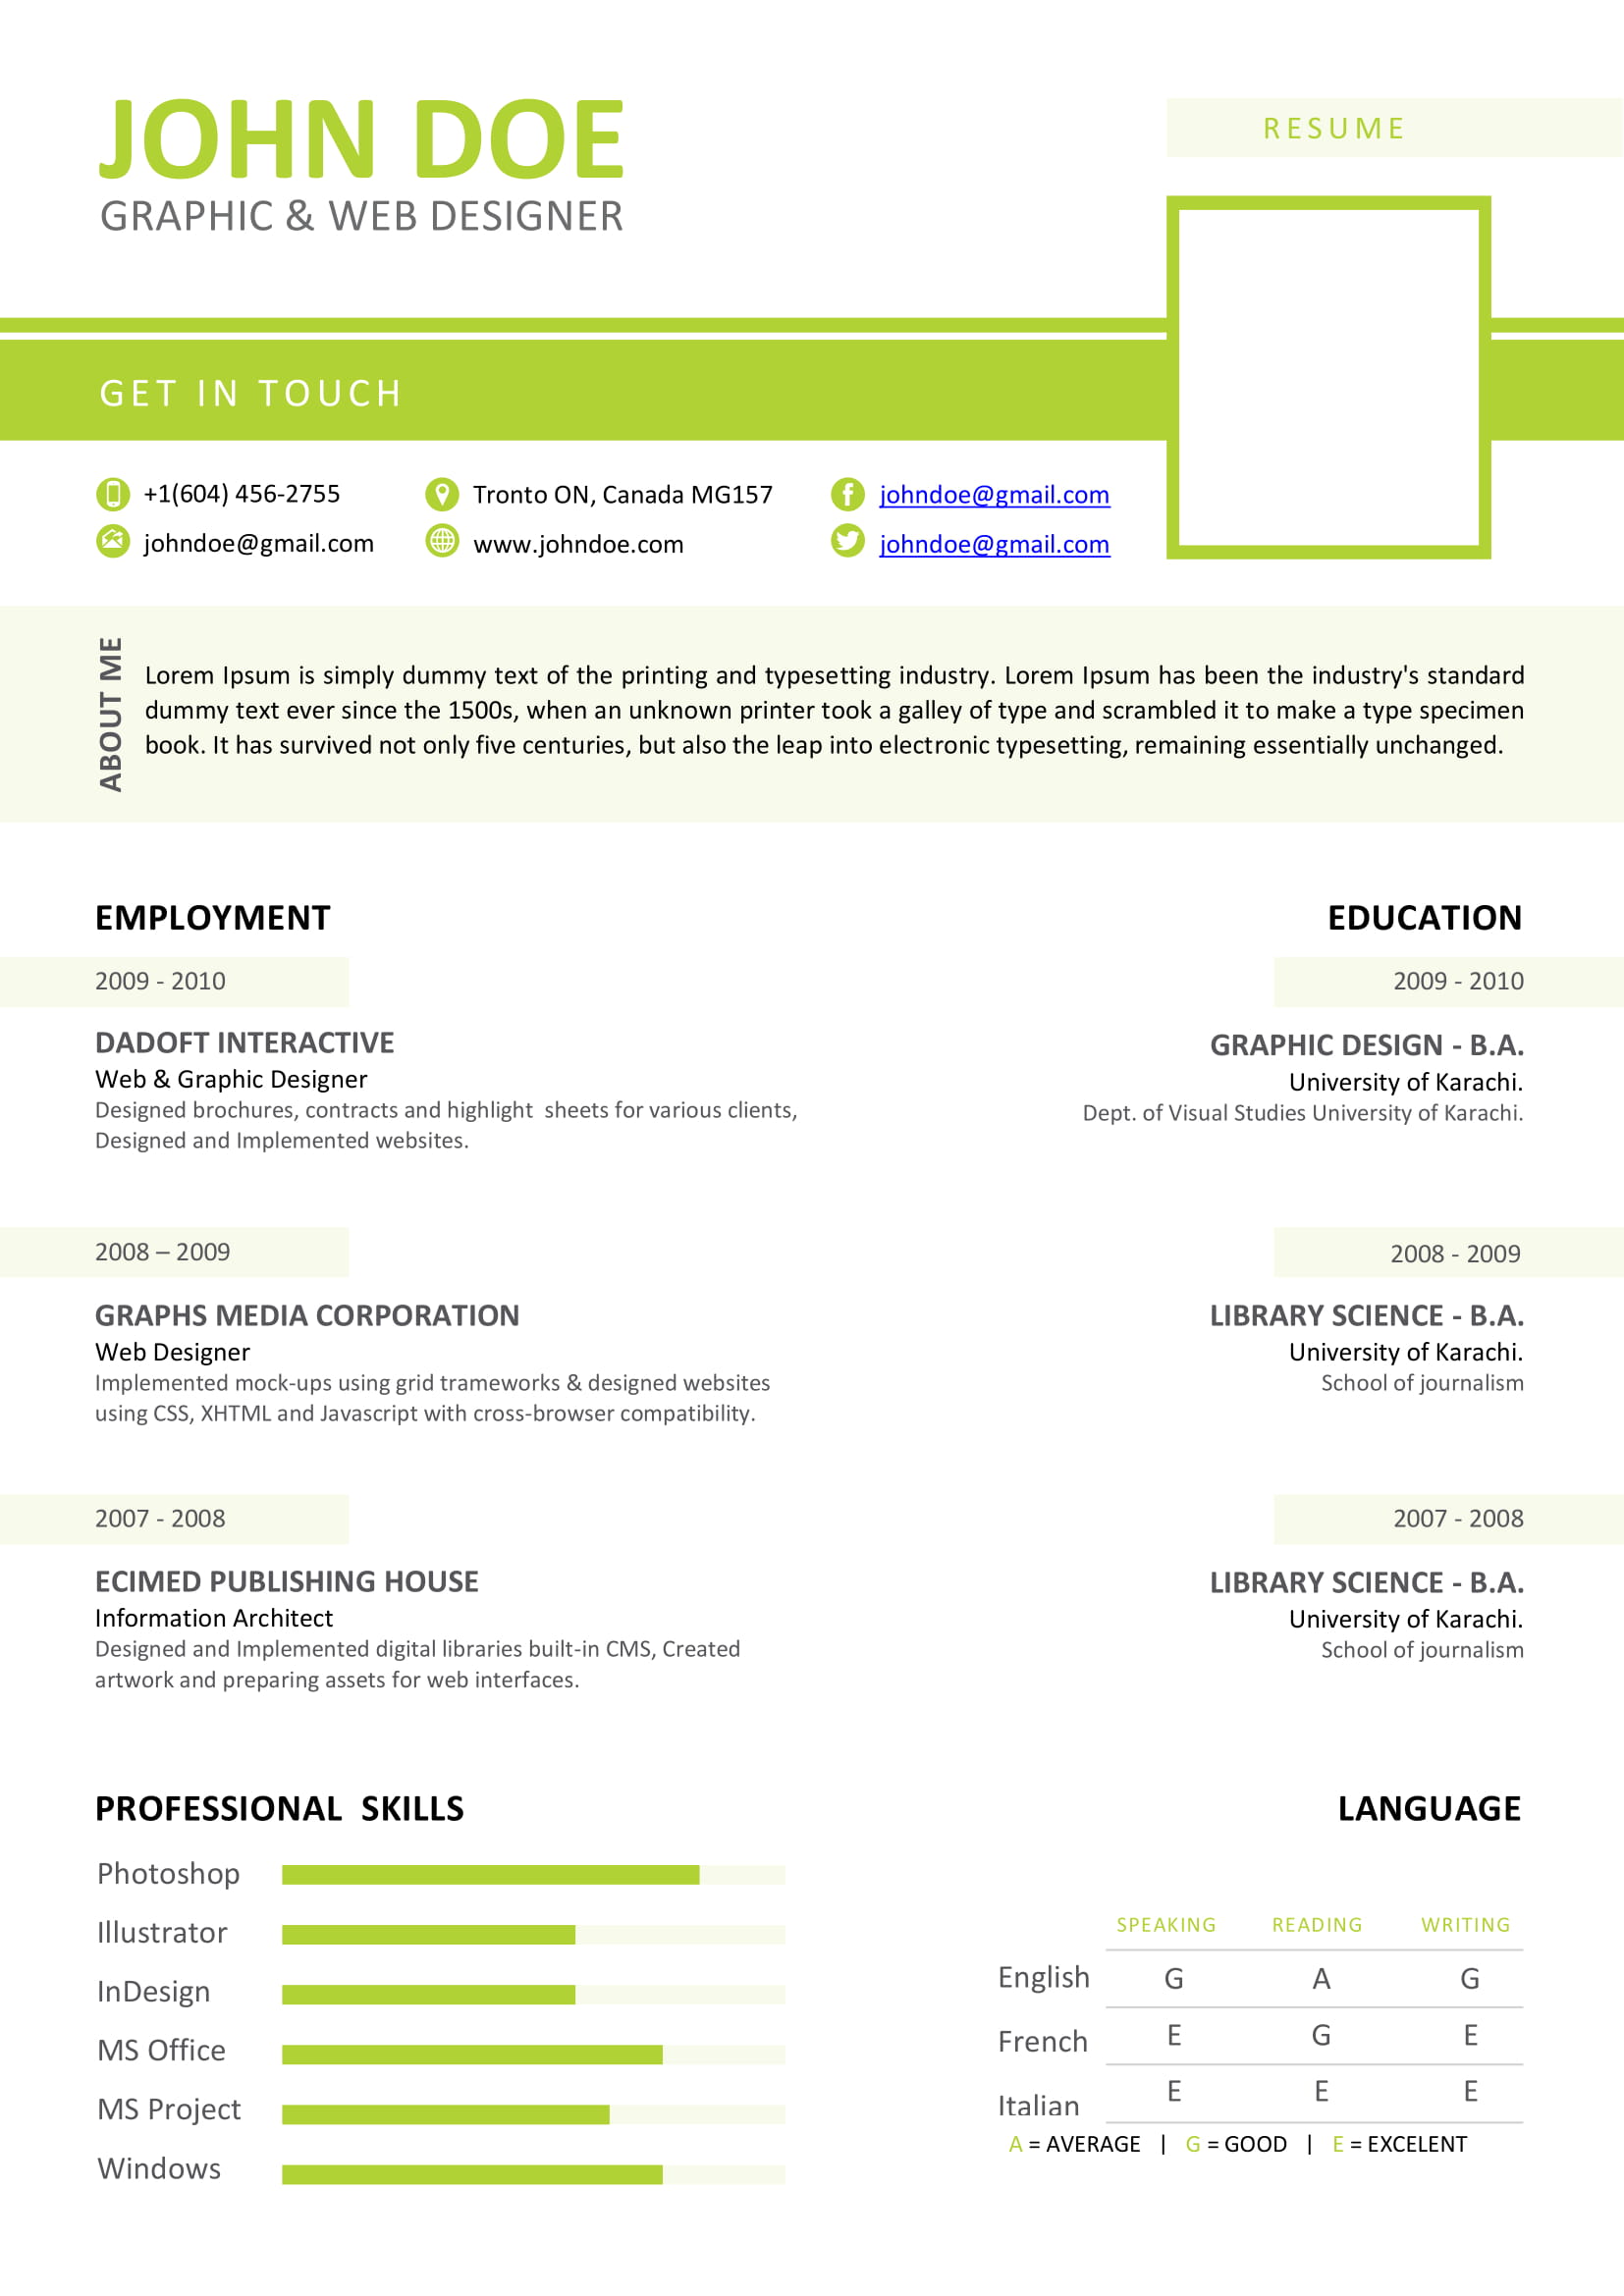 JOHN DOE
GRAPHIC & WEB DESIGNER
RESUME
GET IN TOUCH
+1(604) 456-2755
johndoe@gmail.com
Tronto ON, Canada MG157
www.johndoe.com
johndoe@gmail.com
johndoe@gmail.com
ABOUT ME
Lorem Ipsum is simply dummy text of the printing and typesetting industry. Lorem Ipsum has been the industry's standard
dummy text ever since the 1500s, when an unknown printer took a galley of type and scrambled it to make a type specimen
book. It has survived not only five centuries, but also the leap into electronic typesetting, remaining essentially unchanged.
EMPLOYMENT
2009 - 2010
DADOFT INTERACTIVE
Web & Graphic Designer
Designed brochures, contracts and highlight  sheets for various clients,
Designed and Implemented websites.
2008 – 2009
GRAPHS MEDIA CORPORATION
Web Designer
Implemented mock-ups using grid trameworks & designed websites
using CSS, XHTML and Javascript with cross-browser compatibility.
2007 - 2008
ECIMED PUBLISHING HOUSE
Information Architect
Designed and Implemented digital libraries built-in CMS, Created
artwork and preparing assets for web interfaces.
EDUCATION
2009 - 2010
GRAPHIC DESIGN - B.A.
University of Karachi.
Dept. of Visual Studies University of Karachi.
2008 - 2009
LIBRARY SCIENCE - B.A.
University of Karachi.
School of journalism
2007 - 2008
LIBRARY SCIENCE - B.A.
University of Karachi.
School of journalism
PROFESSIONAL  SKILLS
Photoshop
Illustrator
InDesign
MS Office
MS Project
Windows
LANGUAGE
SPEAKING READING WRITING
English G A G
French E G E
Italian E E E
A = AVERAGE | G = GOOD | E = EXCELENT